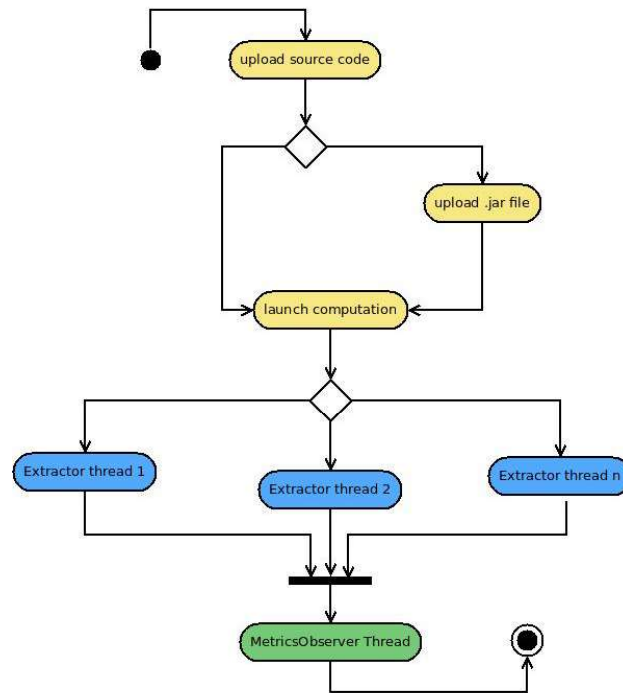 upload source code
upload .jar file
launch computation
Extractor thread 1
Extractor thread 2
Extractor thread n
MetricsObserver Thread